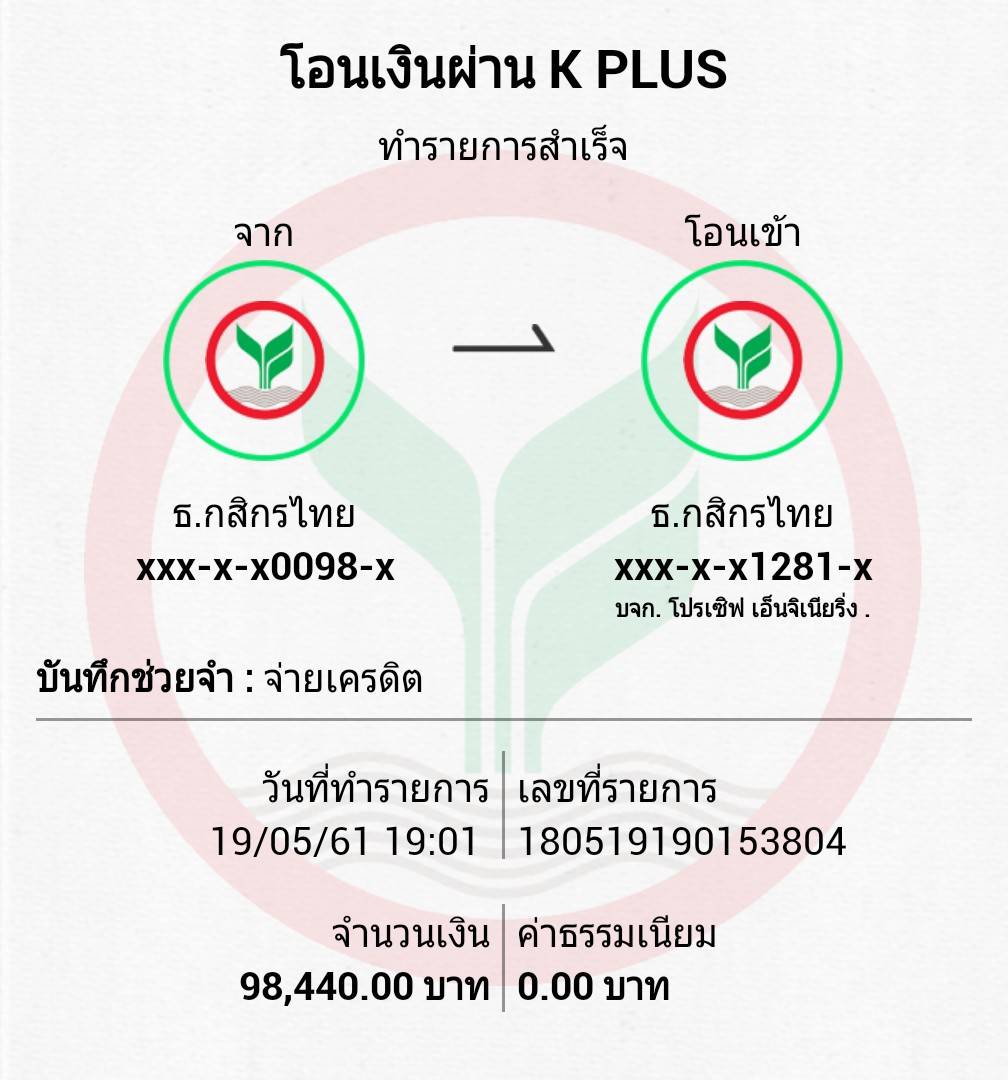 โอนเงินผ่าน K PLUS
ทำรายการสำเร็จ
จาก
โอนเข้า
ธ.กสิกรไทย
xxx-x-x0098-x
ธ.กสิกรไทย
xxx-x-x1281-x
บจก. โปรเซิฟ เอ็นจิเนียริ่ง .
บันทึกช่วยจำ : จ่ายเครดิต
วันที่ทำรายการ
19/05/61 19:01
เลขที่รายการ
180519190153804
จำนวนเงิน
98,440.00 บาท
ค่าธรรมเนียม
0.00 บาท